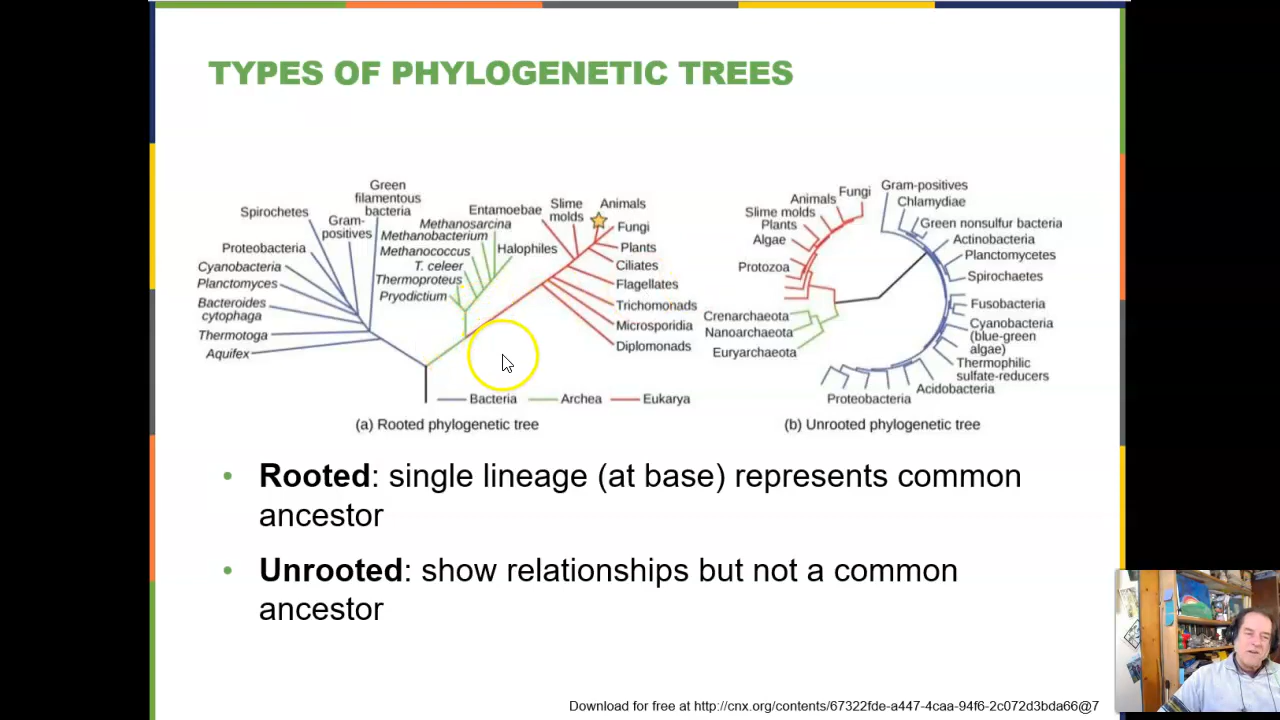 TYPES OF PHYLOGENETIC TREES
Green
filamentous
bacteria
Spirochetes
Gram-
positives
Proteobacteria
Cyanobacteria
Planctomyces
Bacteroides
cytophaga
Thermotoga
Aquifex
Methanosarcina
Methanobacterium
Methanococcus
T. celeer
Thermoproteus
Pryodictium
Halophiles
Entamoebae
Slime
molds
Animals
Fungi
Plants
Ciliates
Flagellates
Trichomonads
Microsporidia
Diplomonads
Bacteria
Archea
Eukarya
(a) Rooted phylogenetic tree
Fungi
Animals
Slime molds
Plants
Algae
Protozoa
Crenarchaeota
Nanoarchaeota
Euryarchaeota
Gram-positives
Chlamydiae
Green nonsulfur bacteria
Actinobacteria
Planctomycetes
Spirochaetes
Fusobacteria
Cyanobacteria
(blue-green
algae)
Thermophilic
sulfate-reducers
Acidobacteria
Proteobacteria
(b) Unrooted phylogenetic tree
• Rooted: single lineage (at base) represents common
ancestor
• Unrooted: show relationships but not a common
ancestor
Download for free at http://cnx.org/contents/67322fde-a447-4caa-94f6-2c072d3bda66@7